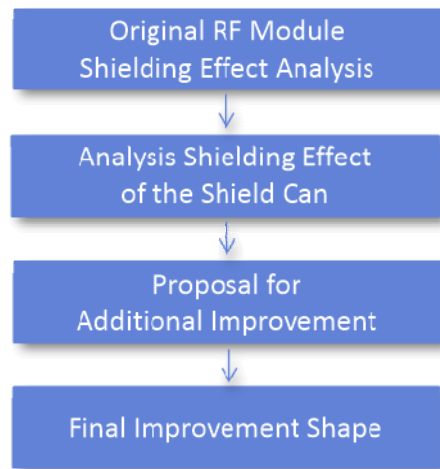 Original RF Module
Shielding Effect Analysis
Analysis Shielding Effect
of the Shield Can
Proposal for
Additional Improvement
Final Improvement Shape